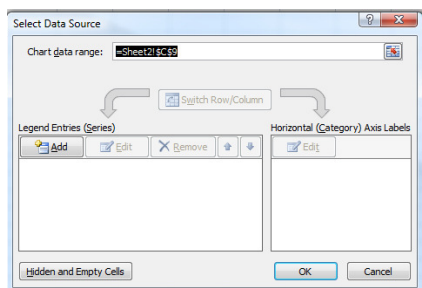 Select Data Source
Chart data range: =Sheet2!$C$9
Switch Row/Column
Legend Entries (Series)
Horizontal (Category) Axis Labels
Add Edit Remove
Edit
Hidden and Empty Cells
OK Cancel